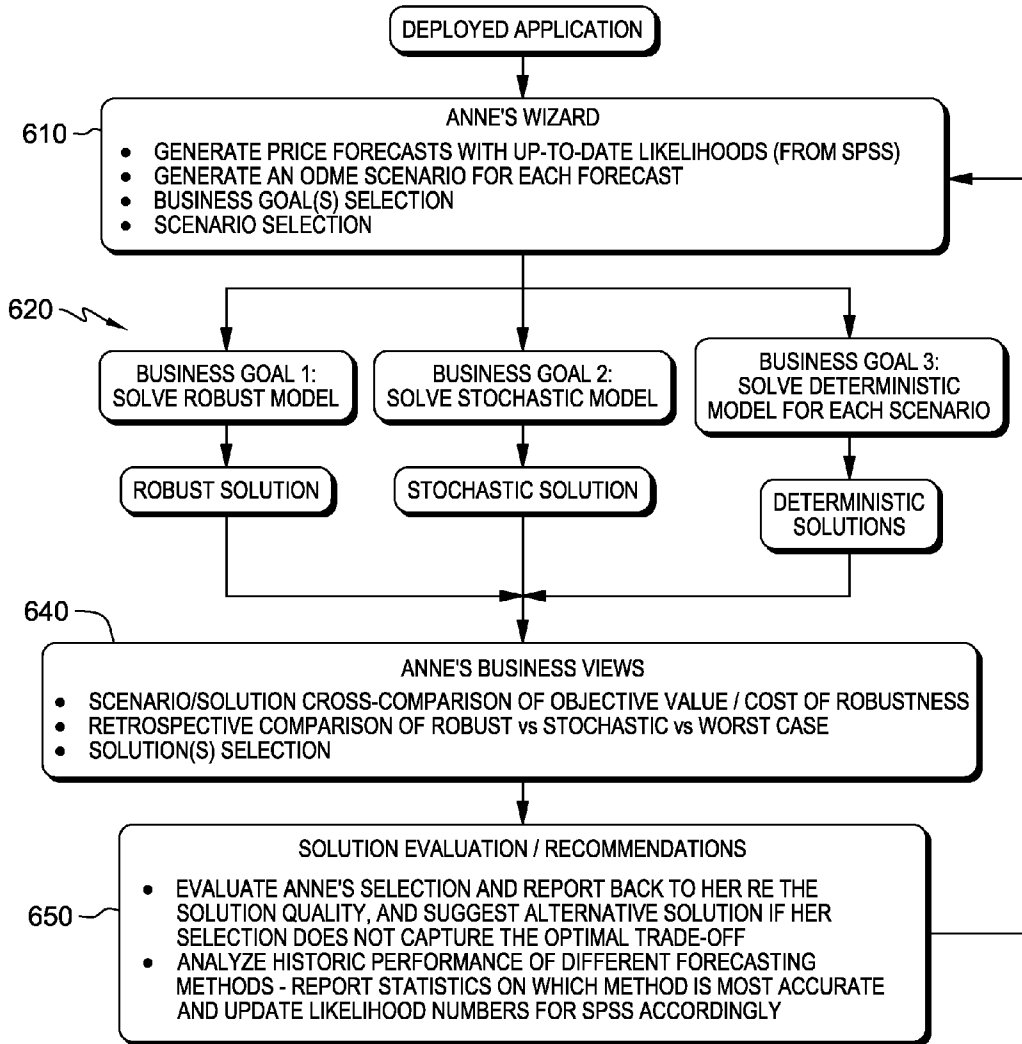 DEPLOYED APPLICATION
610
ANNE'S WIZARD
• GENERATE PRICE FORECASTS WITH UP-TO-DATE LIKELIHOODS (FROM SPSS)
• GENERATE AN ODME SCENARIO FOR EACH FORECAST
• BUSINESS GOAL(S) SELECTION
• SCENARIO SELECTION
620
BUSINESS GOAL 1:
SOLVE ROBUST MODEL
BUSINESS GOAL 2:
SOLVE STOCHASTIC MODEL
BUSINESS GOAL 3:
SOLVE DETERMINISTIC
MODEL FOR EACH SCENARIO
ROBUST SOLUTION
STOCHASTIC SOLUTION
DETERMINISTIC
SOLUTIONS
640
ANNE'S BUSINESS VIEWS
• SCENARIO/SOLUTION CROSS-COMPARISON OF OBJECTIVE VALUE / COST OF ROBUSTNESS
• RETROSPECTIVE COMPARISON OF ROBUST vs STOCHASTIC vs WORST CASE
• SOLUTION(S) SELECTION
650
SOLUTION EVALUATION / RECOMMENDATIONS
• EVALUATE ANNE'S SELECTION AND REPORT BACK TO HER RE THE
SOLUTION QUALITY, AND SUGGEST ALTERNATIVE SOLUTION IF HER
SELECTION DOES NOT CAPTURE THE OPTIMAL TRADE-OFF
• ANALYZE HISTORIC PERFORMANCE OF DIFFERENT FORECASTING
METHODS - REPORT STATISTICS ON WHICH METHOD IS MOST ACCURATE
AND UPDATE LIKELIHOOD NUMBERS FOR SPSS ACCORDINGLY